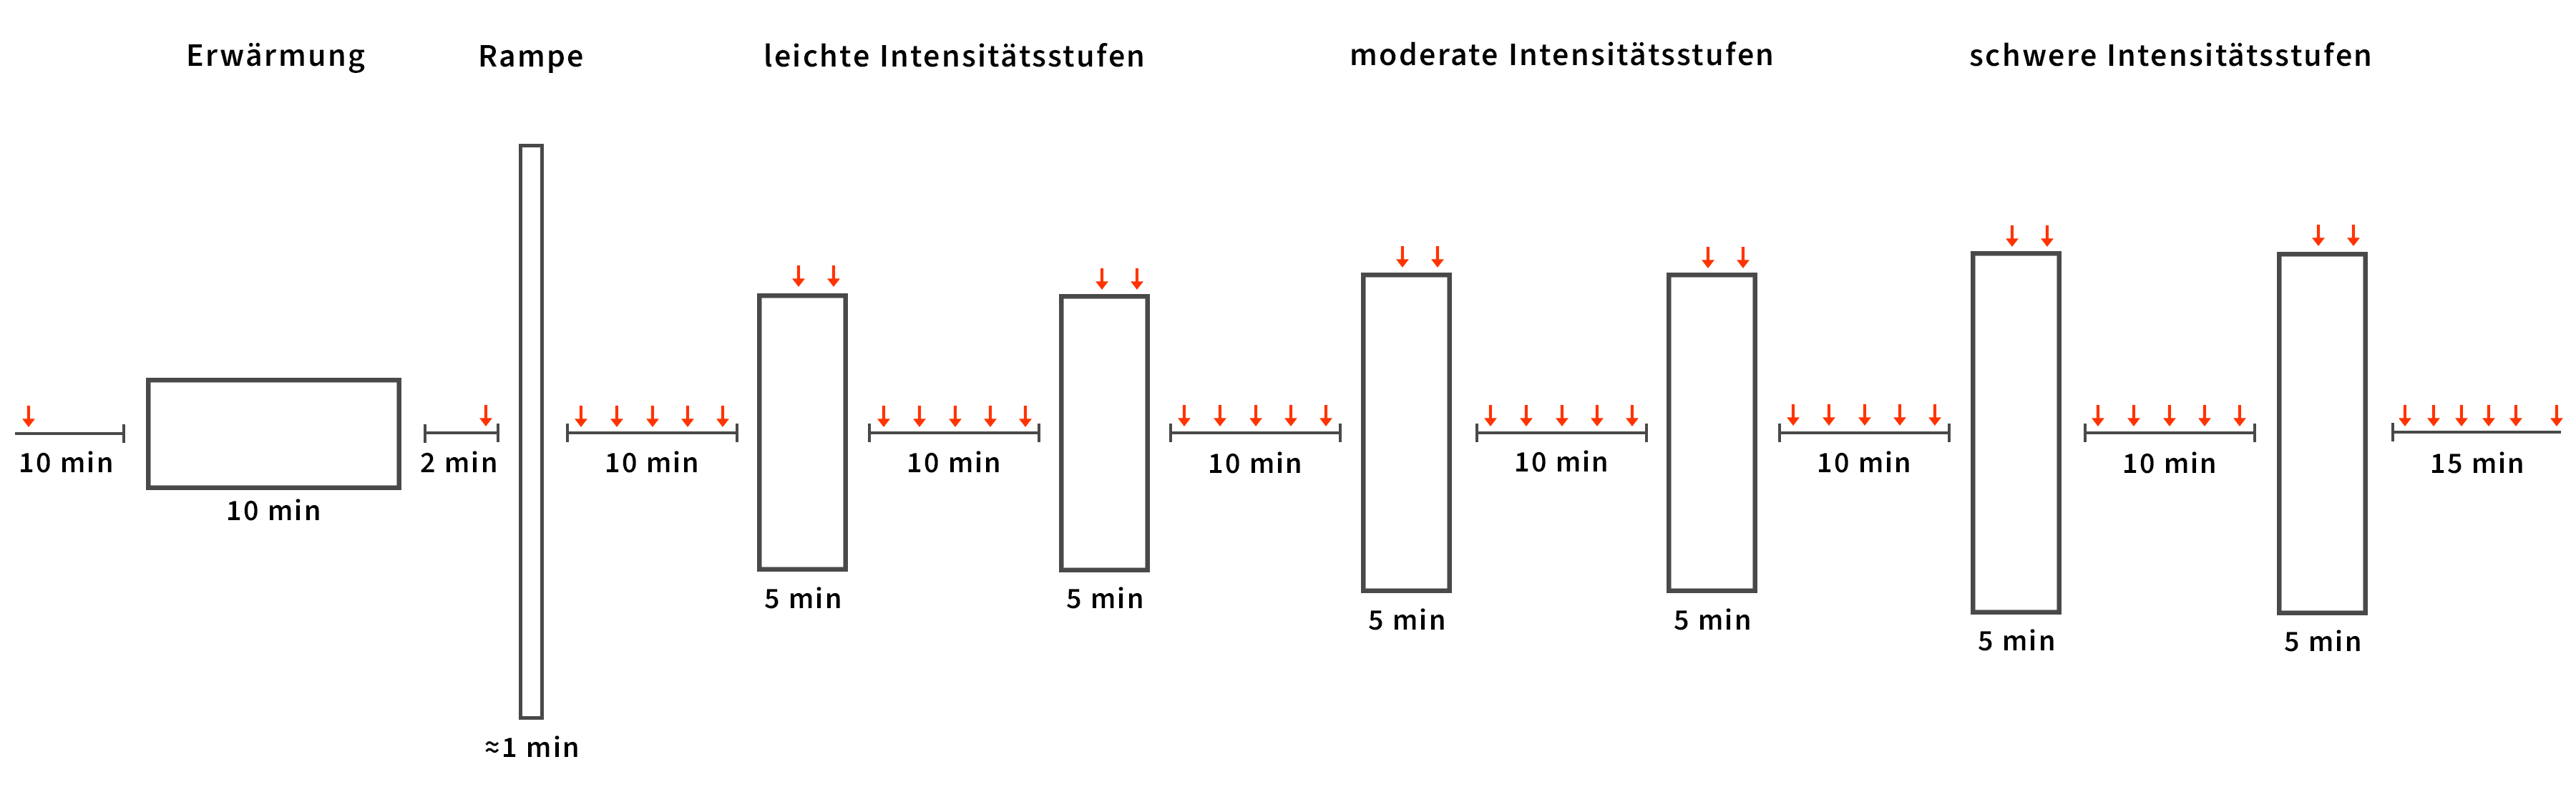 Erwärmung
Rampe
leichte Intensitätsstufen
moderate Intensitätsstufen
schwere Intensitätsstufen
10 min
10 min
2 min
≈1 min
10 min
5 min
10 min
5 min
10 min
5 min
10 min
5 min
10 min
5 min
10 min
5 min
15 min